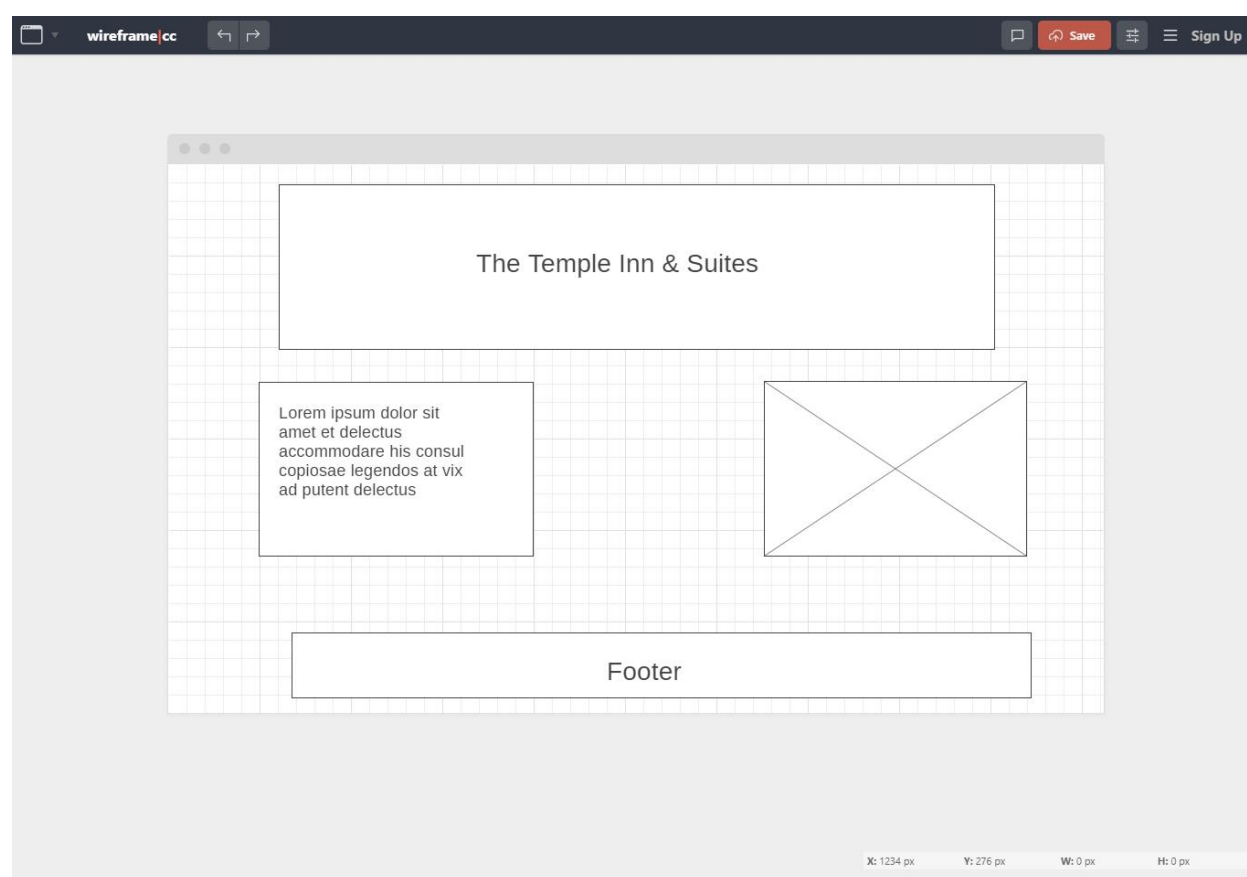 wireframe|cc
Save
Sign Up
The Temple Inn & Suites
Lorem ipsum dolor sit
amet et delectus
accommodare his consul
copiosae legendos at vix
ad putent delectus
Footer
X: 1234 px Y: 276 px W: 0 px H: 0 px